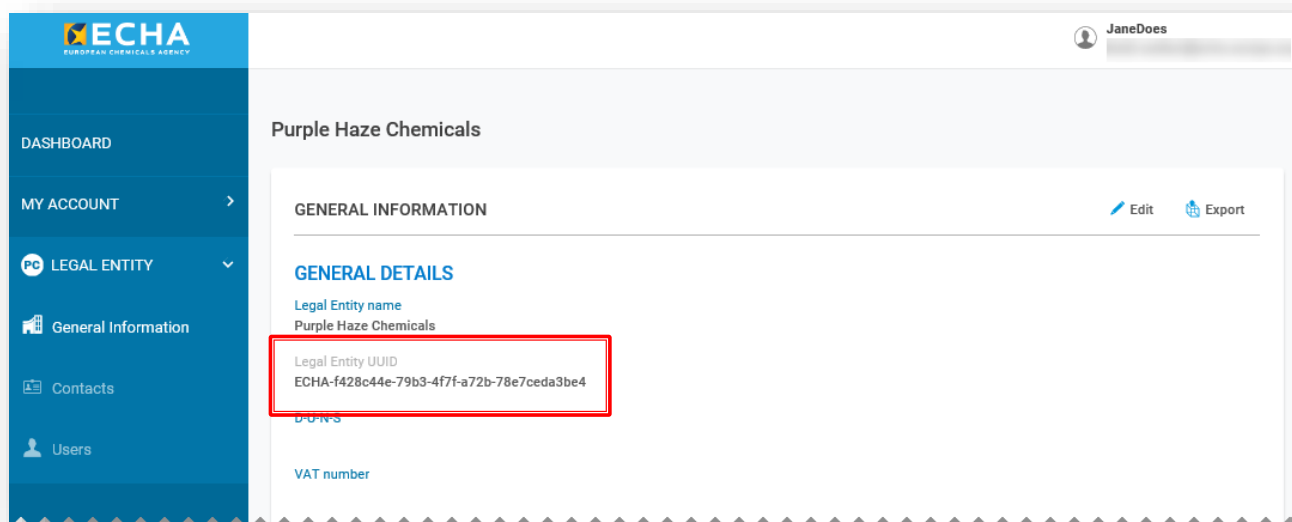 ECHA
EUROPEAN CHEMICALS AGENCY
JaneDoes
DASHBOARD
MY ACCOUNT
PC LEGAL ENTITY
General Information
Contacts
Users
Purple Haze Chemicals
GENERAL INFORMATION
Edit Export
GENERAL DETAILS
Legal Entity name
Purple Haze Chemicals
Legal Entity UUID
ECHA-f428c44e-79b3-4f7f-a72b-78e7ceda3be4
D-U-N-S
VAT number